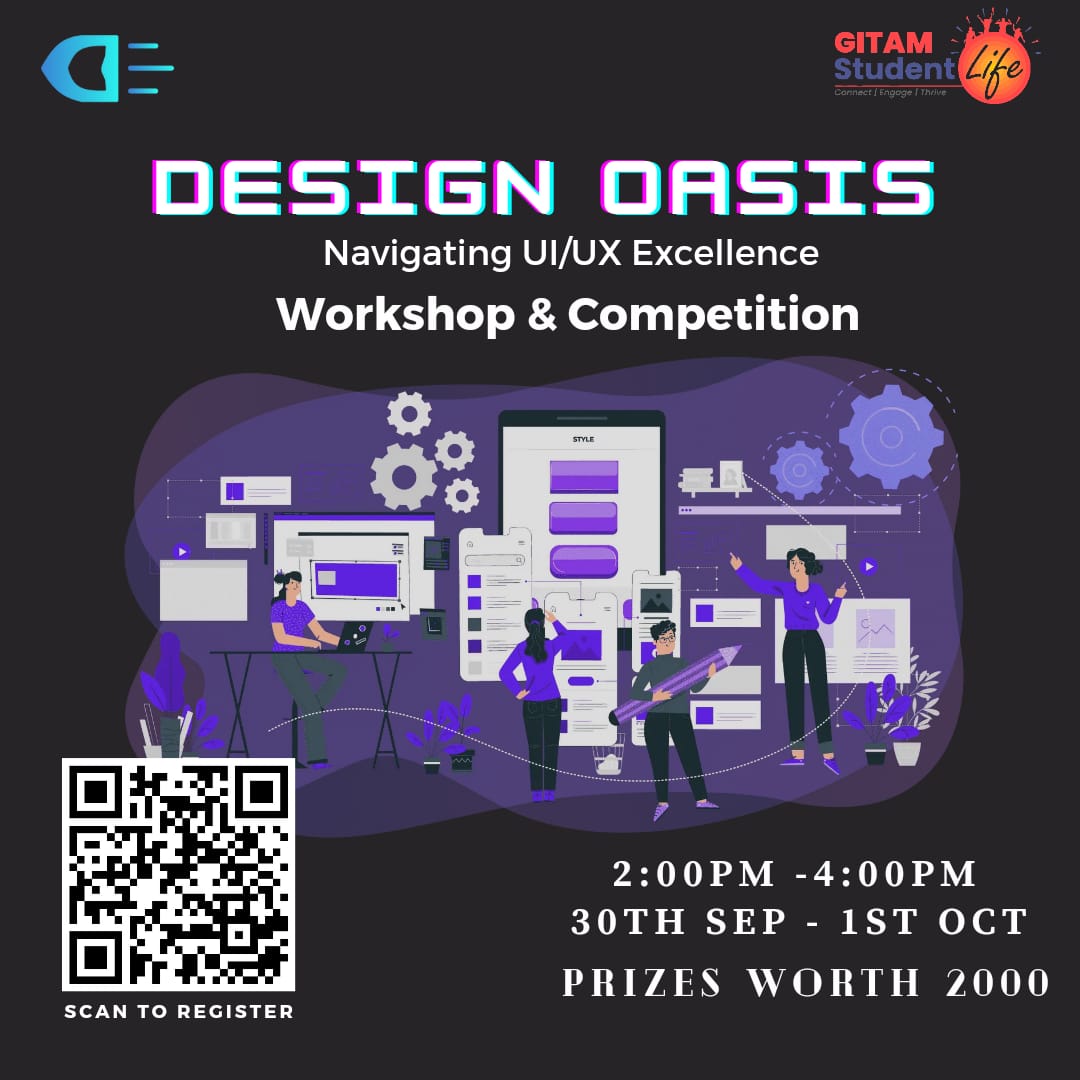 GITAM
Student Life
Connect | Engage | Thrive
DESIGN OASIS
Navigating UI/UX Excellence
Workshop & Competition
STYLE
2:00PM -4:00PM
30TH SEP - 1ST OCT
PRIZES WORTH 2000
SCAN TO REGISTER